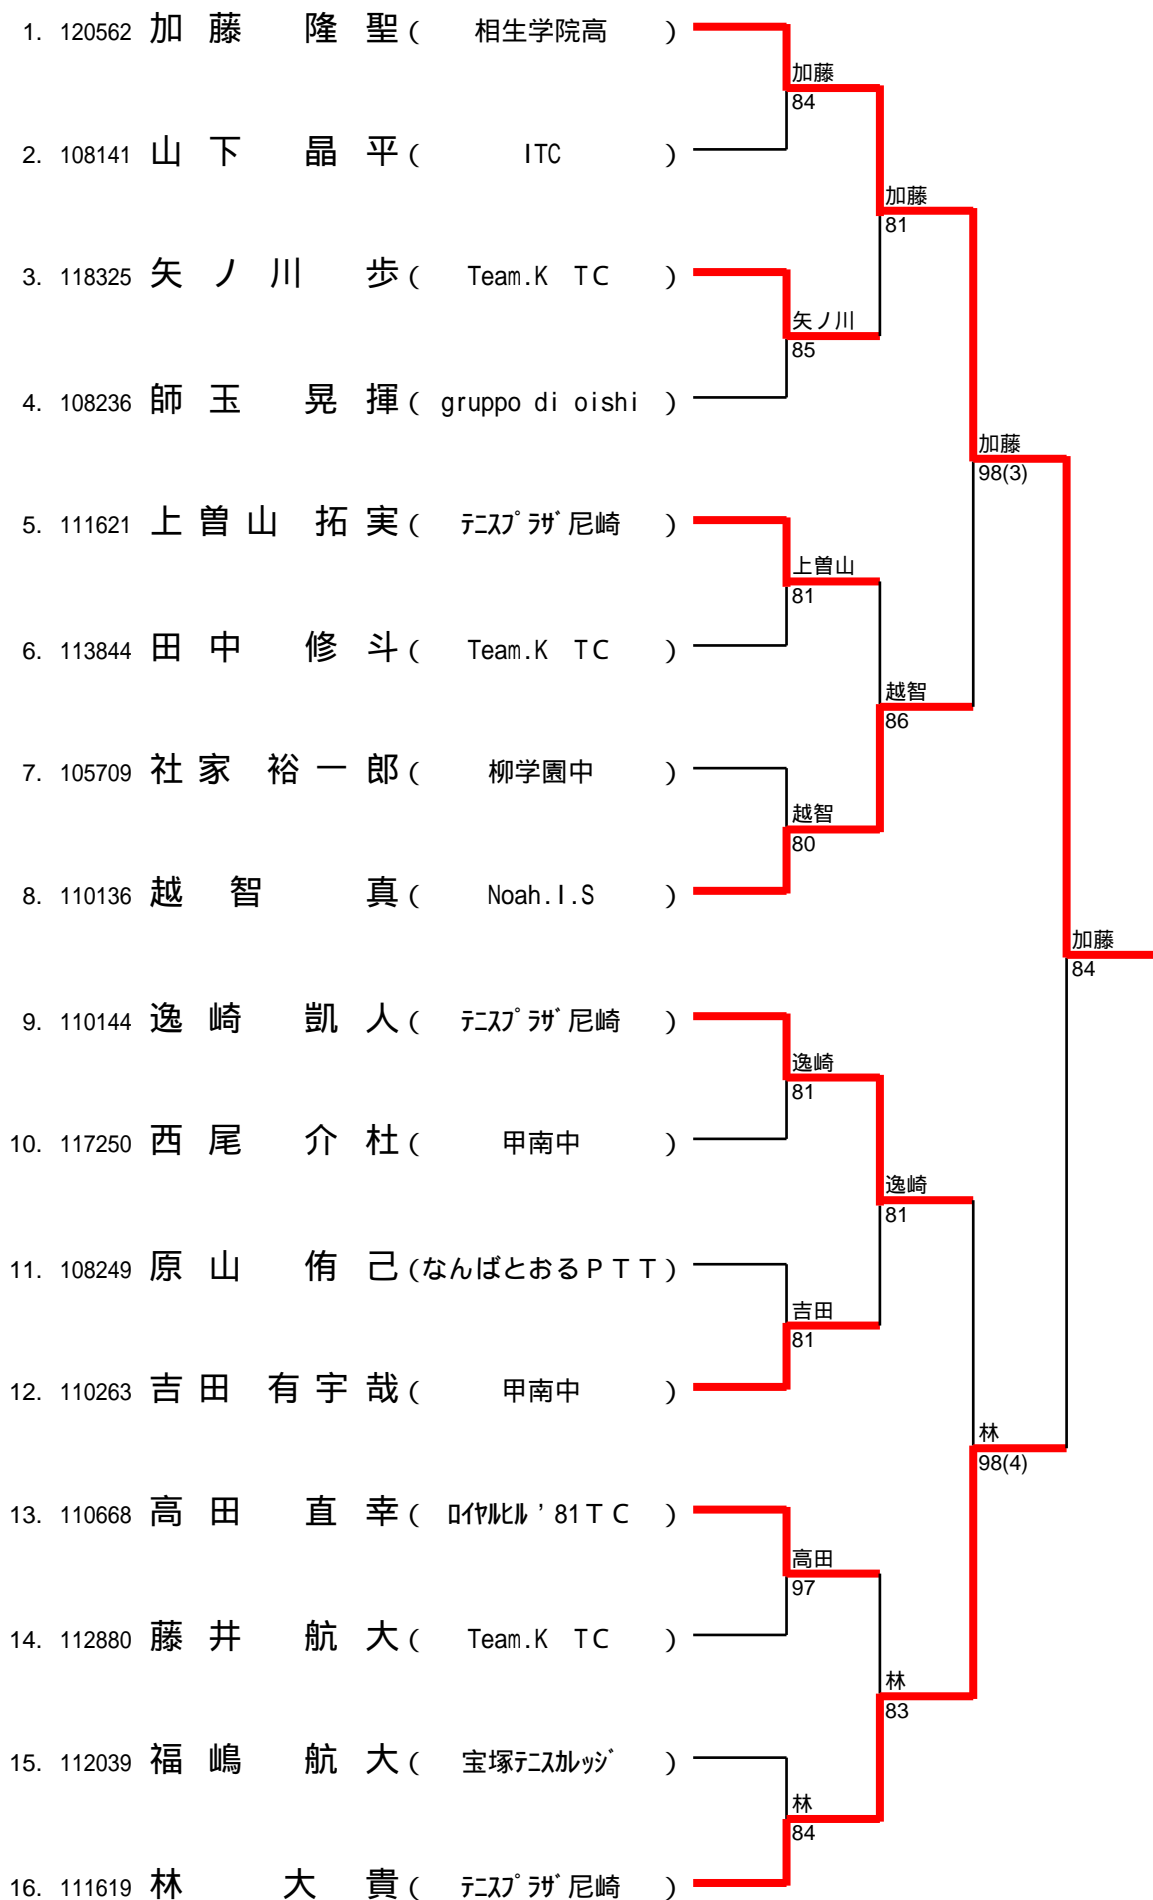 1. 120562 加藤 隆聖 ( 相生学院高 )
加藤
84
2. 108141 山下 晶平 ( ITC )
加藤
81
3. 118325 矢ノ川 歩 ( Team.K TC )
矢ノ川
85
4. 108236 師玉 晃揮 ( gruppo di oishi )
加藤
98(3)
5. 111621 上曽山 拓実 ( ﾃﾆｽﾌﾟﾗｻﾞ尼崎 )
上曽山
81
6. 113844 田中 修斗 ( Team.K TC )
越智
86
7. 105709 社家 裕一郎 ( 柳学園中 )
越智
80
8. 110136 越智 真 ( Noah.I.S )
加藤
84
9. 110144 逸崎 凱人 ( ﾃﾆｽﾌﾟﾗｻﾞ尼崎 )
逸崎
81
10. 117250 西尾 介杜 ( 甲南中 )
逸崎
81
11. 108249 原山 侑己 (なんばとおるＰＴＴ)
吉田
81
12. 110263 吉田 有宇哉 ( 甲南中 )
林
98(4)
13. 110668 高田 直幸 ( ﾛｲﾔﾙﾋﾙ’81ＴＣ )
高田
97
14. 112880 藤井 航大 ( Team.K TC )
林
83
15. 112039 福嶋 航大 ( 宝塚ﾃﾆｽｶﾚｯｼﾞ )
林
84
16. 111619 林 大貴 ( ﾃﾆｽﾌﾟﾗｻﾞ尼崎 )